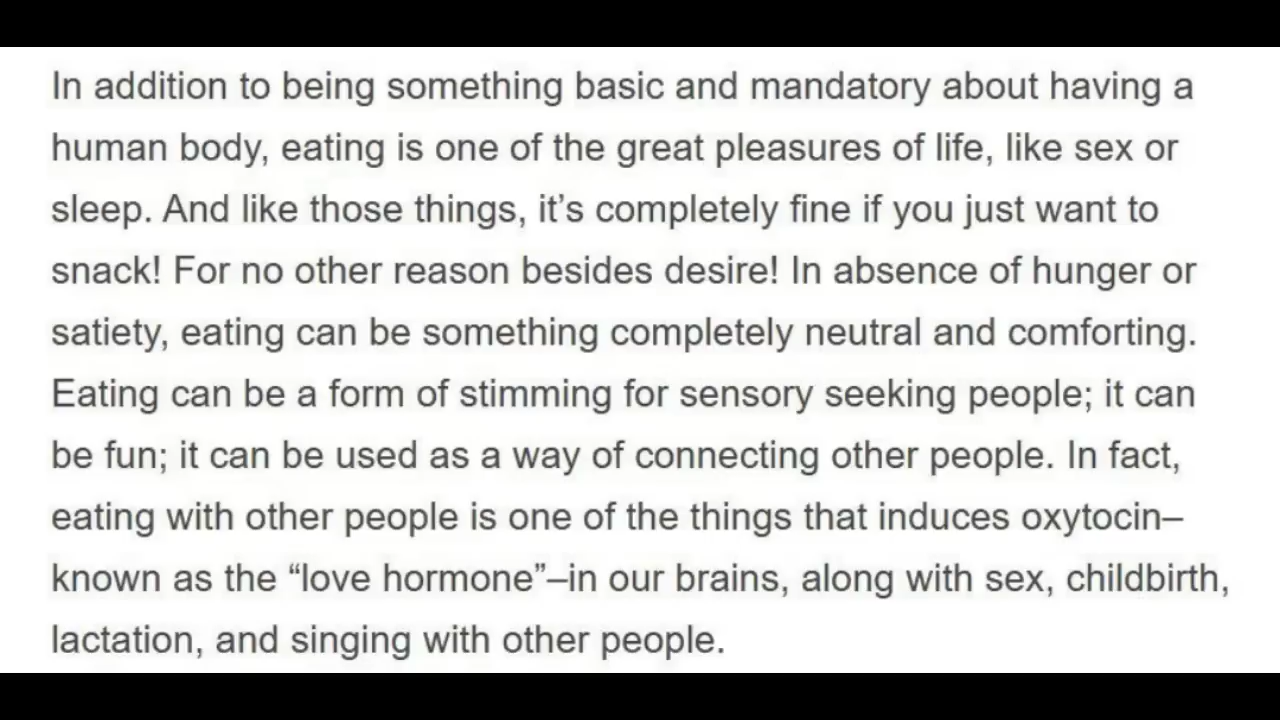 In addition to being something basic and mandatory about having a
human body, eating is one of the great pleasures of life, like sex or
sleep. And like those things, it’s completely fine if you just want to
snack! For no other reason besides desire! In absence of hunger or
satiety, eating can be something completely neutral and comforting.
Eating can be a form of stimming for sensory seeking people; it can
be fun; it can be used as a way of connecting other people. In fact,
eating with other people is one of the things that induces oxytocin–
known as the “love hormone”–in our brains, along with sex, childbirth,
lactation, and singing with other people.